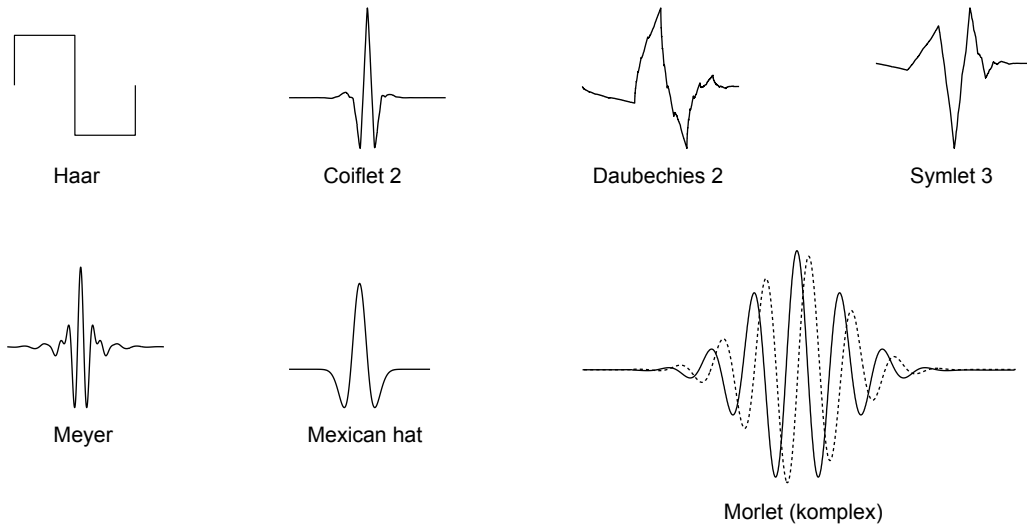 Haar
Coiflet 2
Daubechies 2
Symlet 3
Meyer
Mexican hat
Morlet (komplex)